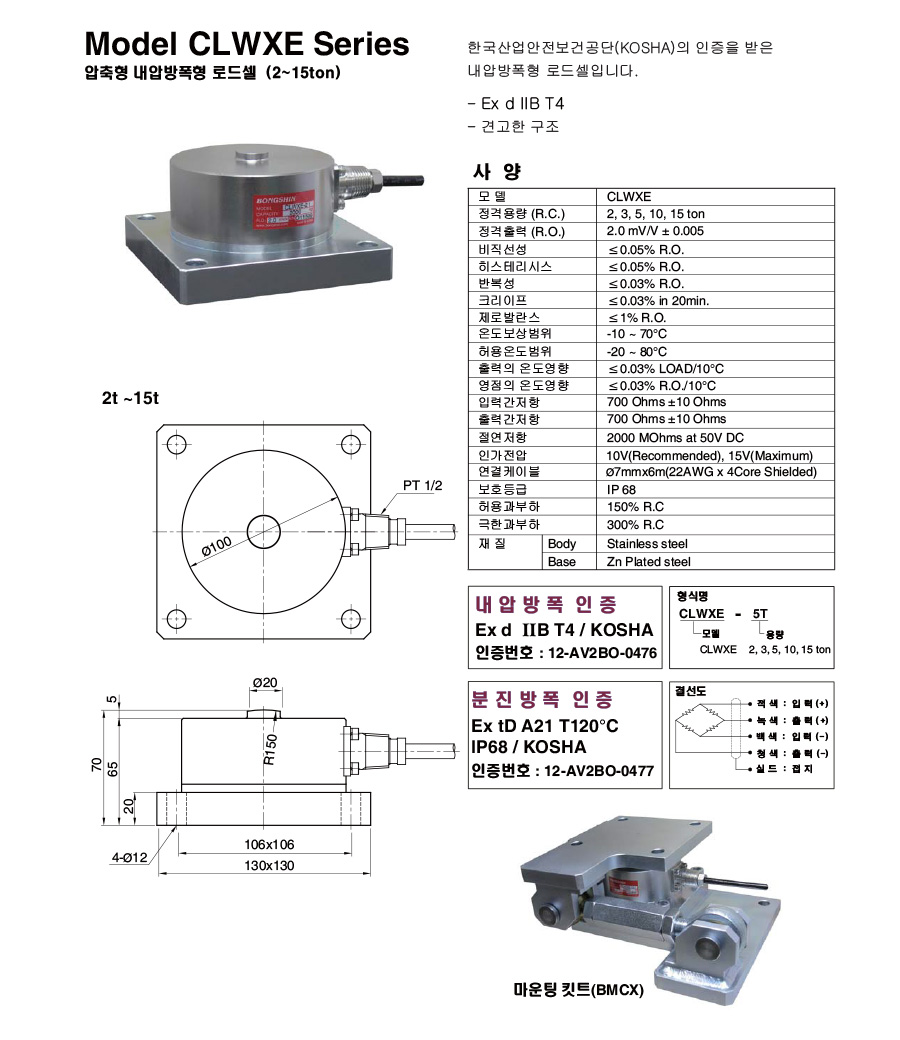 Model CLWXE Series
압축형 내압방폭형 로드셀 (2~15ton)
한국산업안전보건공단(KOSHA)의 인증을 받은
내압방폭형 로드셀입니다.
- Ex d IIB T4
- 견고한 구조
BONGSHIN
사 양
모 델 CLWXE
정격용량 (R.C.) 2, 3, 5, 10, 15 ton
정격출력 (R.O.) 2.0 mV/V ± 0.005
비직선성 ≤0.05% R.O.
히스테리시스 ≤0.05% R.O.
반복성 ≤0.03% R.O.
크리이프 ≤0.03% in 20min.
제로발란스 ≤1% R.O.
온도보상범위 -10 ~ 70°C
허용온도범위 -20 ~ 80°C
출력의 온도영향 ≤0.03% LOAD/10°C
영점의 온도영향 ≤0.03% R.O./10°C
입력간저항 700 Ohms ±10 Ohms
출력간저항 700 Ohms ±10 Ohms
절연저항 2000 MOhms at 50V DC
인가전압 10V(Recommended), 15V(Maximum)
연결케이블 Ø7mmx6m(22AWG x 4Core Shielded)
보호등급 IP 68
허용과부하 150% R.C
극한과부하 300% R.C
재 질 Body Stainless steel
Base Zn Plated steel
2t ~15t
PT 1/2
Ø100
Ø20
5
R150
70
65
20
4-Ø12
106x106
130x130
내 압 방 폭 인 증
Ex d IIB T4 / KOSHA
인증번호 : 12-AV2BO-0476
형식명
CLWXE - 5T
모델 용량
CLWXE 2, 3, 5, 10, 15 ton
분 진 방 폭 인 증
Ex tD A21 T120°C
IP68 / KOSHA
인증번호 : 12-AV2BO-0477
결선도
적 색 : 입 력 (+)
녹 색 : 출 력 (+)
백 색 : 입 력 (-)
청 색 : 출 력 (-)
실 드 : 접 지
마운팅 킷트(BMCX)